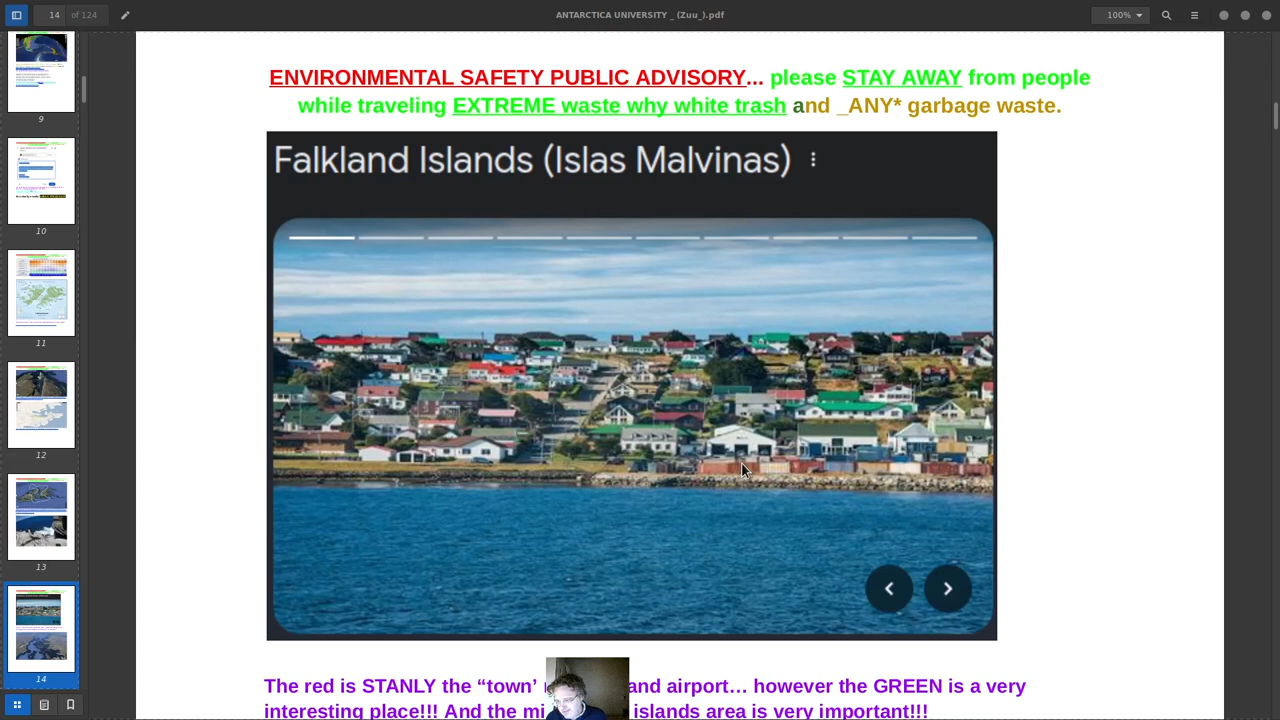 14 of 124
ANTARCTICA UNIVERSITY _ (Zuu_).pdf
100%
9
10
11
12
13
14
ENVIRONMENTAL SAFETY PUBLIC ADVISORY... please STAY AWAY from people
while traveling EXTREME waste why white trash and _ANY* garbage waste.
Falkland Islands (Islas Malvinas)
The red is STANLY the “town’ and airport… however the GREEN is a very
interesting place!!! And the islands area is very important!!!